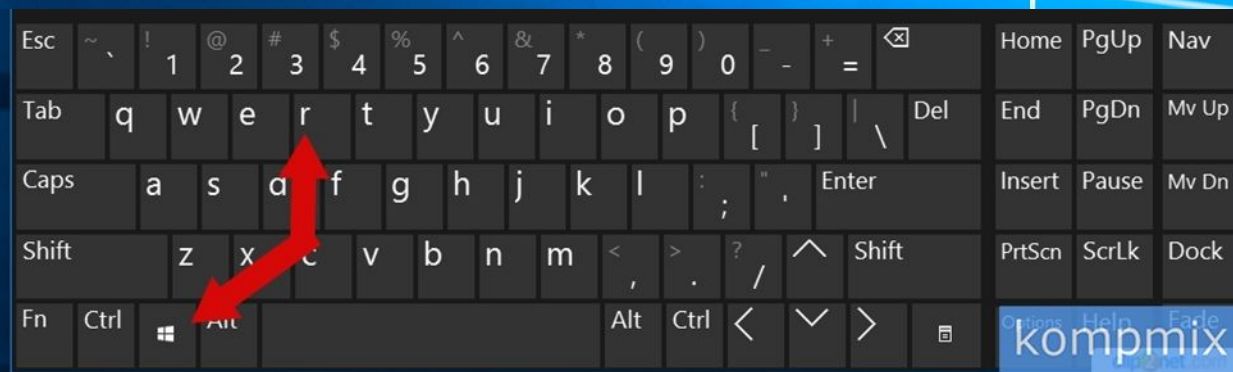 Esc ~ ` ! 1 @ 2 # 3 $ 4 % 5 ^ 6 & 7 * 8 ( 9 ) 0 _ - + = Home PgUp Nav
Tab q w e r t y u i o p { [ } ] | \ Del End PgDn Mv Up
Caps a s d f g h j k l : ; " ' Enter Insert Pause Mv Dn
Shift z x c v b n m < , > . ? / Shift PrtScn ScrLk Dock
Fn Ctrl Alt Alt Ctrl Options Help Fade
kompmix